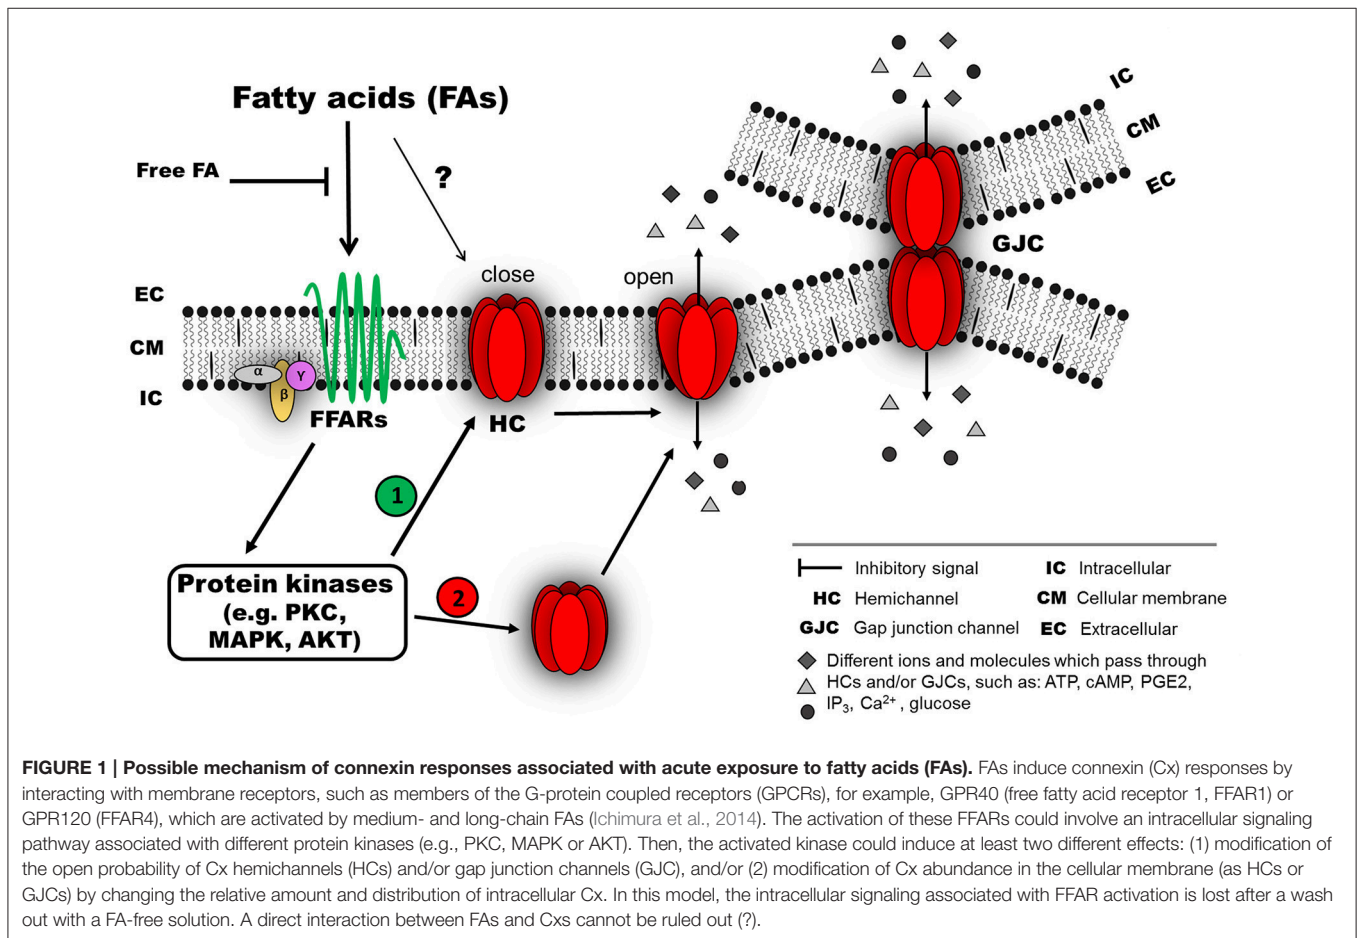 Fatty acids (FAs)
Free FA
?
close
open
EC
CM
IC
α
β
γ
FFARs
HC
GJC
IC
CM
EC
1
2
Protein kinases
(e.g. PKC,
MAPK, AKT)
Inhibitory signal
IC Intracellular
HC Hemichannel
CM Cellular membrane
GJC Gap junction channel
EC Extracellular
Different ions and molecules which pass through
HCs and/or GJCs, such as: ATP, cAMP, PGE2,
IP₃, Ca²⁺ , glucose
FIGURE 1 | Possible mechanism of connexin responses associated with acute exposure to fatty acids (FAs). FAs induce connexin (Cx) responses by
interacting with membrane receptors, such as members of the G-protein coupled receptors (GPCRs), for example, GPR40 (free fatty acid receptor 1, FFAR1) or
GPR120 (FFAR4), which are activated by medium- and long-chain FAs (Ichimura et al., 2014). The activation of these FFARs could involve an intracellular signaling
pathway associated with different protein kinases (e.g., PKC, MAPK or AKT). Then, the activated kinase could induce at least two different effects: (1) modification of
the open probability of Cx hemichannels (HCs) and/or gap junction channels (GJC), and/or (2) modification of Cx abundance in the cellular membrane (as HCs or
GJCs) by changing the relative amount and distribution of intracellular Cx. In this model, the intracellular signaling associated with FFAR activation is lost after a wash
out with a FA-free solution. A direct interaction between FAs and Cxs cannot be ruled out (?).